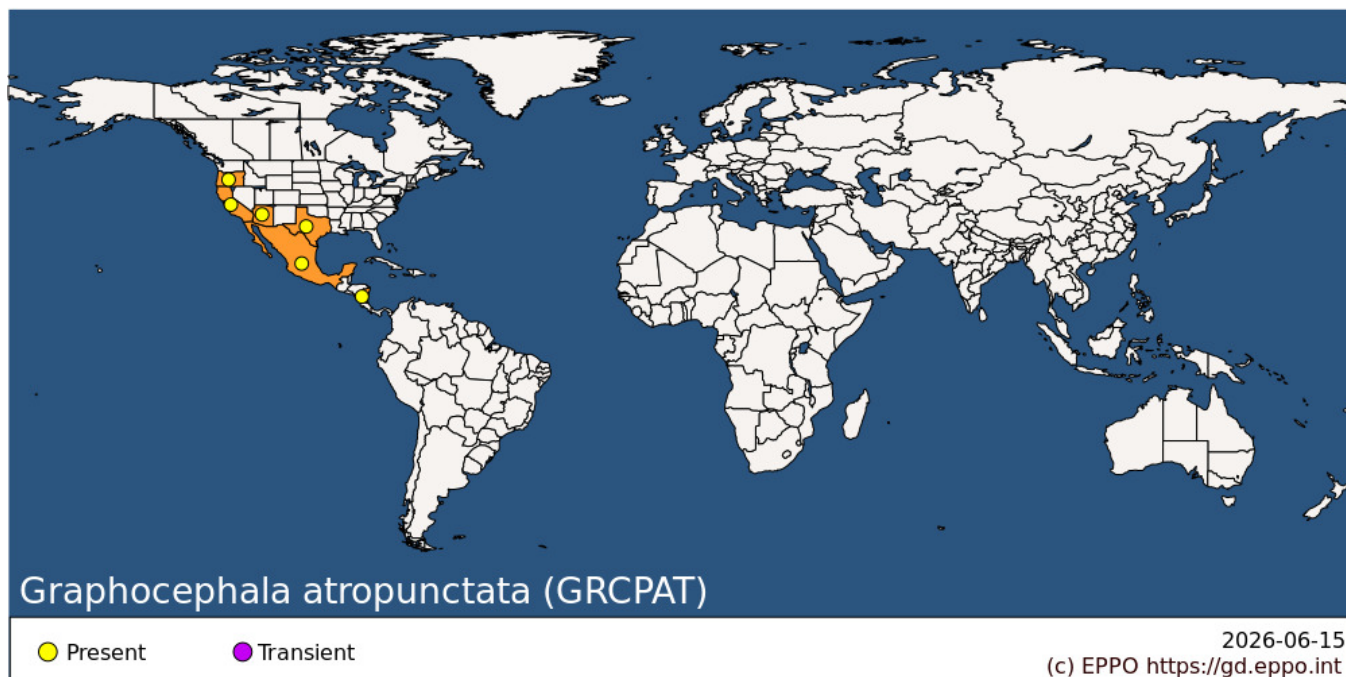 Graphocephala atropunctata (GRCPAT)
Present
Transient
2026-06-15
(c) EPPO https://gd.eppo.int